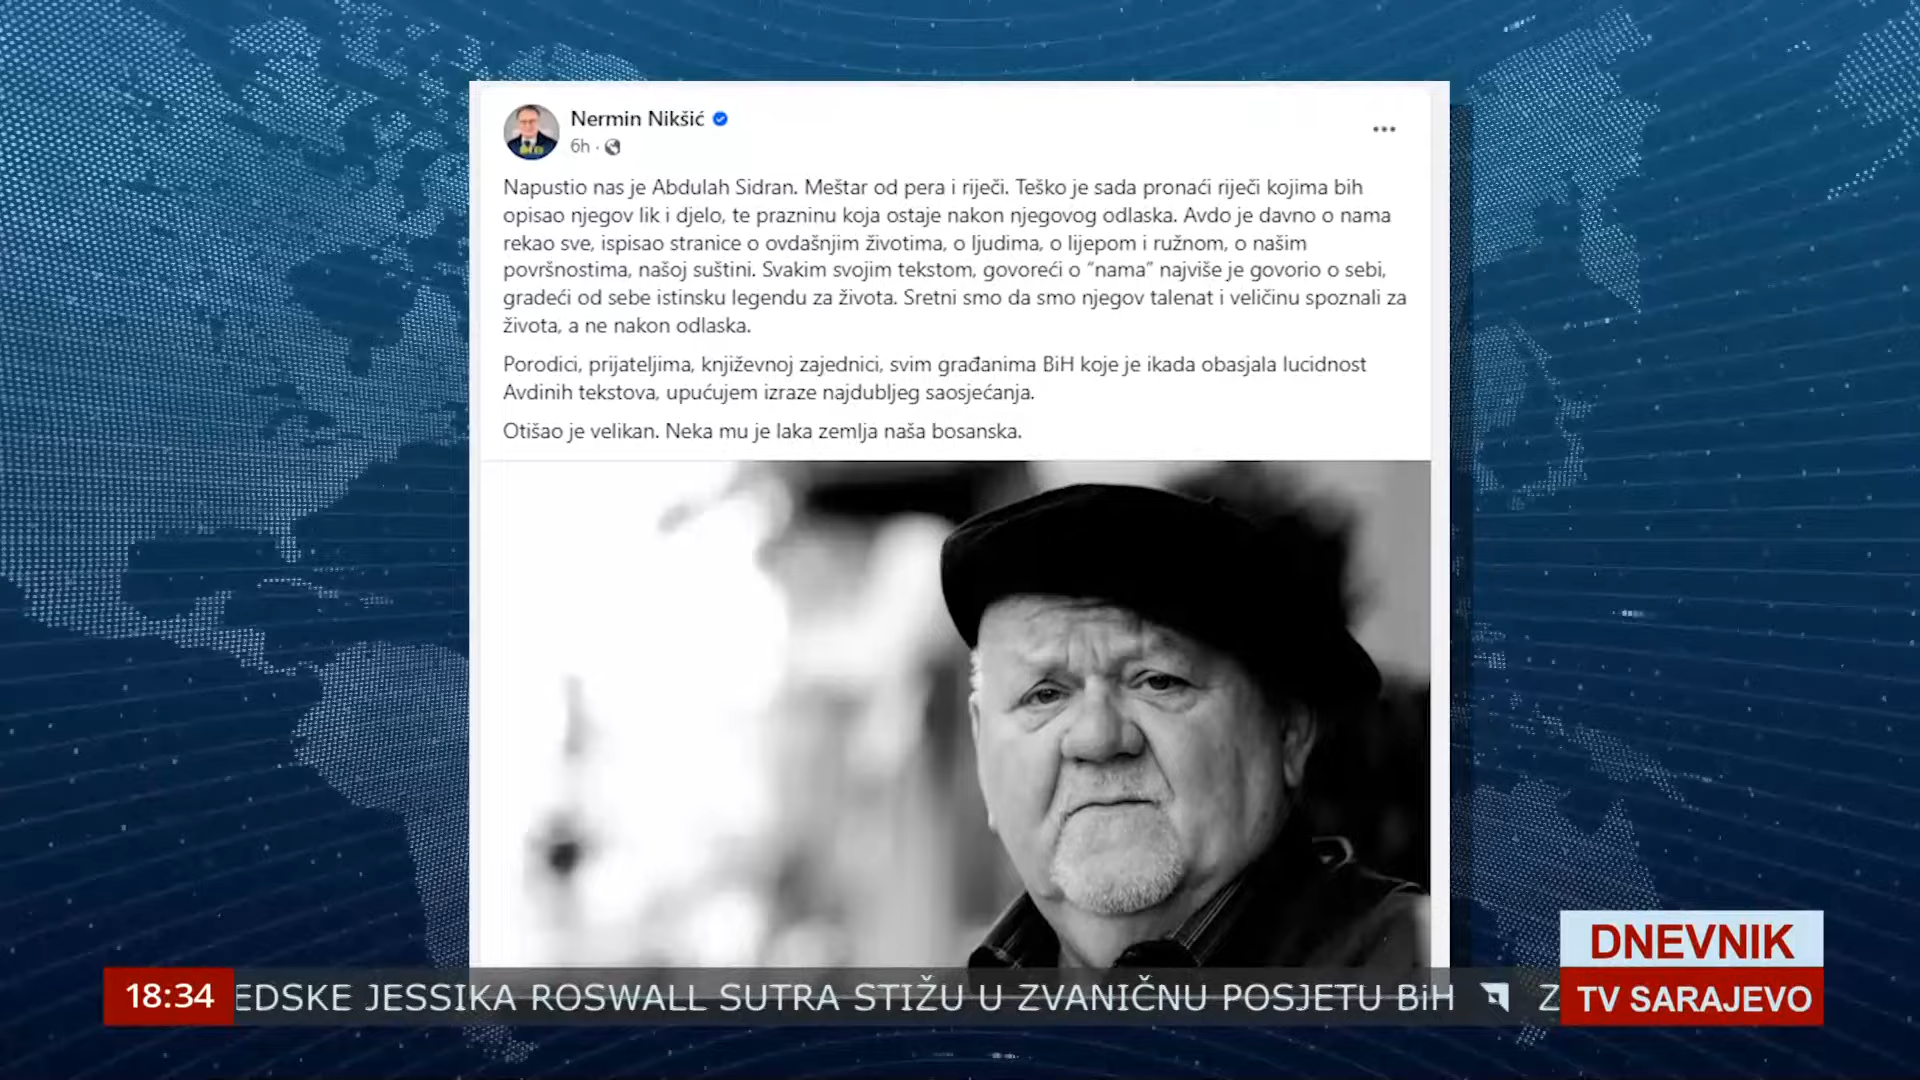 Nermin Nikšić
6h ·
Napustio nas je Abdulah Sidran. Meštar od pera i riječi. Teško je sada pronaći riječi kojima bih
opisao njegov lik i djelo, te prazninu koja ostaje nakon njegovog odlaska. Avdo je davno o nama
rekao sve, ispisao stranice o ovdašnjim životima, o ljudima, o lijepom i ružnom, o našim
površnostima, našoj suštini. Svakim svojim tekstom, govoreći o “nama” najviše je govorio o sebi,
gradeći od sebe istinsku legendu za života. Sretni smo da smo njegov talenat i veličinu spoznali za
života, a ne nakon odlaska.
Porodici, prijateljima, književnoj zajednici, svim građanima BiH koje je ikada obasjala lucidnost
Avdinih tekstova, upućujem izraze najdubljeg saosjećanja.
Otišao je velikan. Neka mu je laka zemlja naša bosanska.
DNEVNIK
18:34 EDSKE JESSIKA ROSWALL SUTRA STIŽU U ZVANIČNU POSJETU BiH Z
TV SARAJEVO